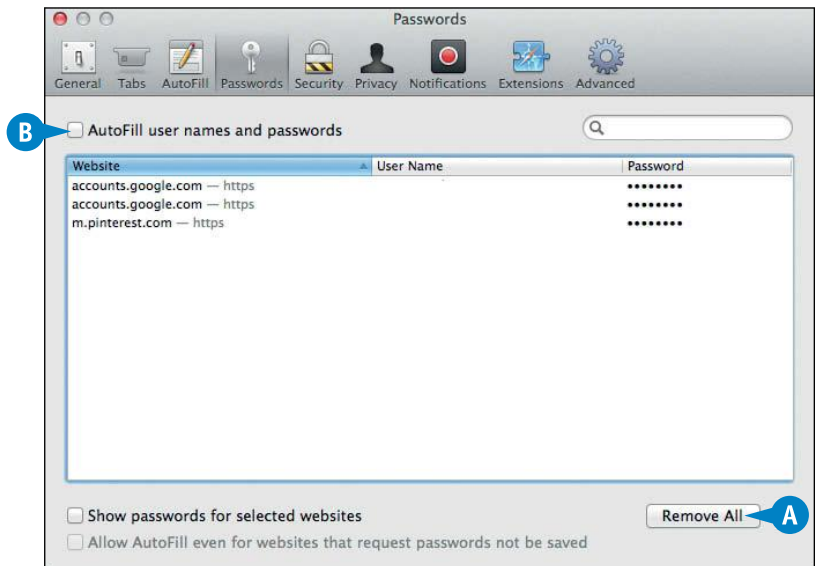 Passwords
General Tabs AutoFill Passwords Security Privacy Notifications Extensions Advanced
B
AutoFill user names and passwords
Website User Name Password
accounts.google.com — https ••••••••
accounts.google.com — https ••••••••
m.pinterest.com — https ••••••••
Show passwords for selected websites
Remove All
A
Allow AutoFill even for websites that request passwords not be saved